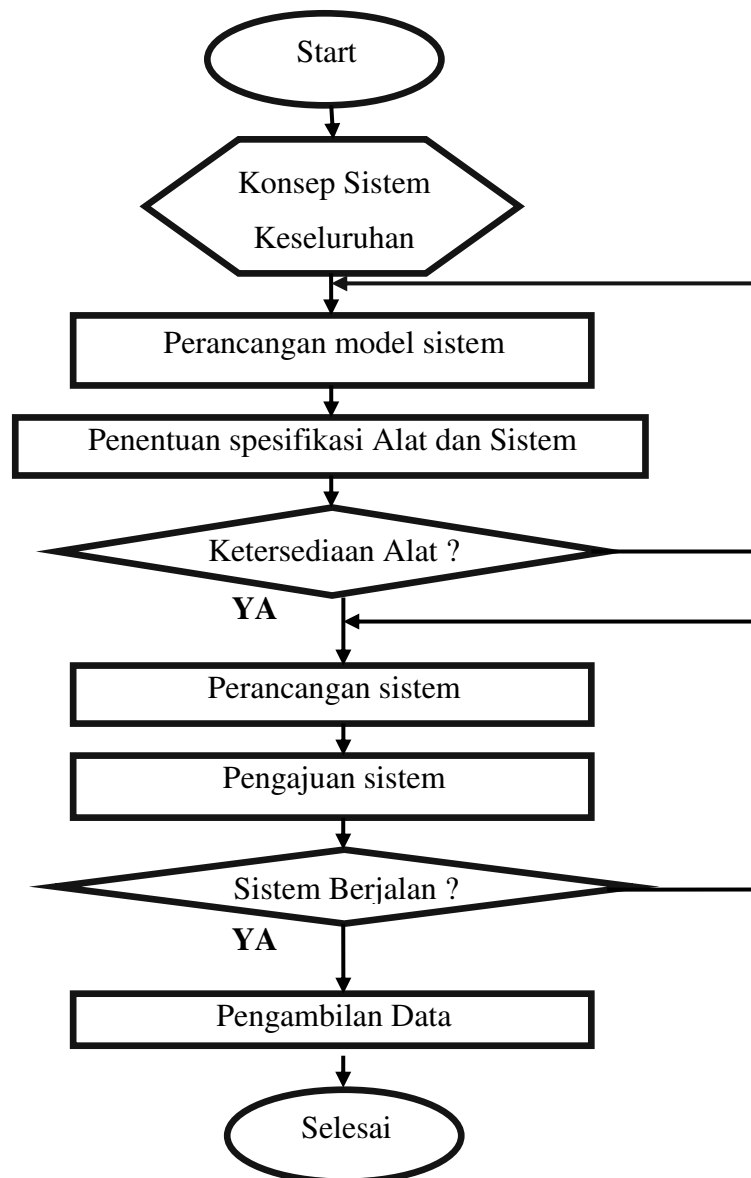 Start
Konsep Sistem
Keseluruhan
Perancangan model sistem
Penentuan spesifikasi Alat dan Sistem
Ketersediaan Alat ?
YA
Perancangan sistem
Pengajuan sistem
Sistem Berjalan ?
YA
Pengambilan Data
Selesai